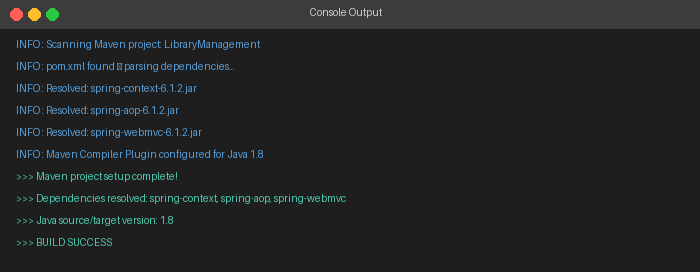 Console Output
INFO: Scanning Maven project: LibraryManagement
INFO: pom.xml found — parsing dependencies...
INFO: Resolved: spring-context-6.1.2.jar
INFO: Resolved: spring-aop-6.1.2.jar
INFO: Resolved: spring-webmvc-6.1.2.jar
INFO: Maven Compiler Plugin configured for Java 1.8
>>> Maven project setup complete!
>>> Dependencies resolved: spring-context, spring-aop, spring-webmvc
>>> Java source/target version: 1.8
>>> BUILD SUCCESS